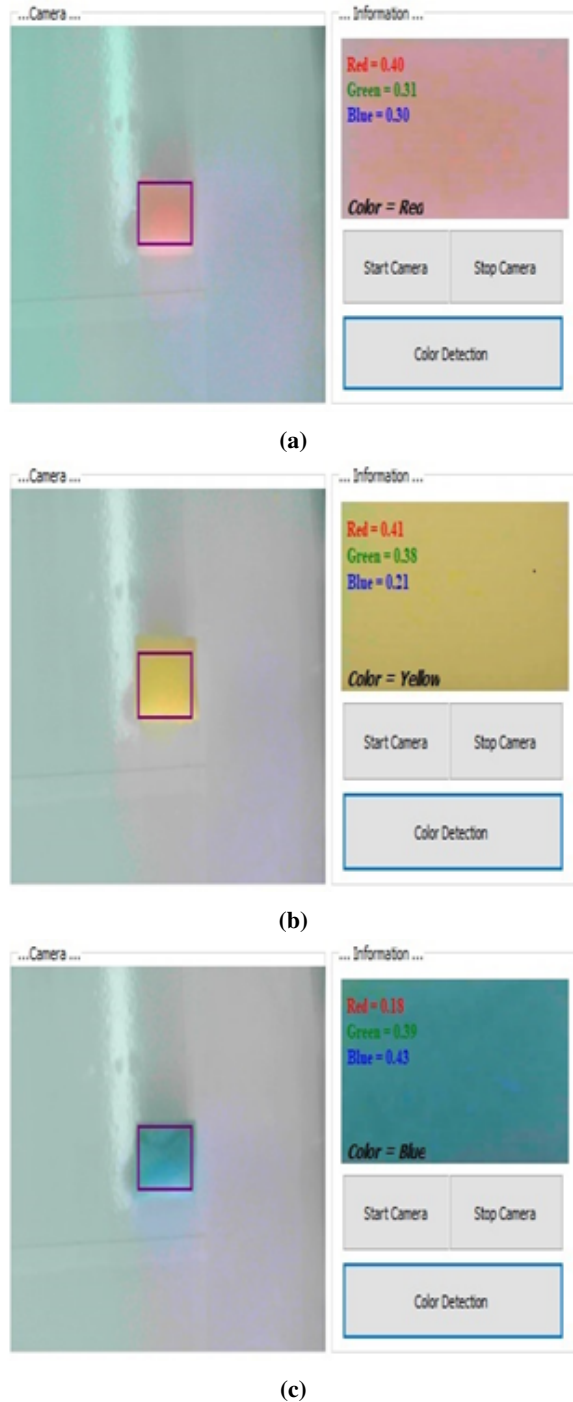 ...Camera ...
... Information ...
Red = 0.40
Green = 0.31
Blue = 0.30
Color = Red
Start Camera
Stop Camera
Color Detection
(a)
...Camera ...
... Information ...
Red = 0.41
Green = 0.38
Blue = 0.21
Color = Yellow
Start Camera
Stop Camera
Color Detection
(b)
...Camera ...
... Information ...
Red = 0.18
Green = 0.39
Blue = 0.43
Color = Blue
Start Camera
Stop Camera
Color Detection
(c)